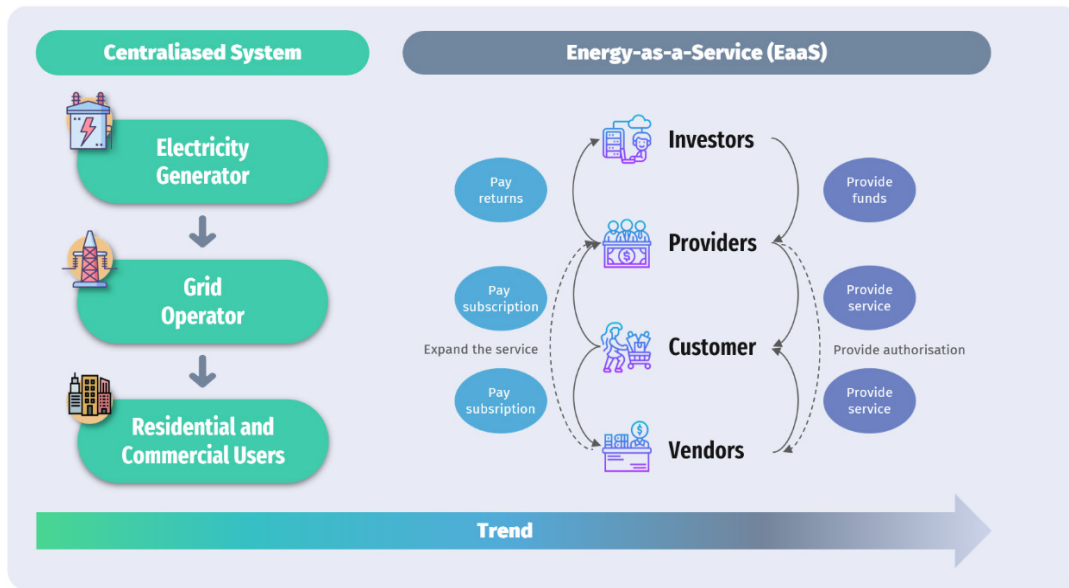 Centraliased System
Energy-as-a-Service (EaaS)
Electricity
Generator
Grid
Operator
Residential and
Commercial Users
Investors
Pay
returns
Provide
funds
Providers
Pay
subscription
Provide
service
Expand the service
Customer
Provide authorisation
Pay
subsription
Provide
service
Vendors
Trend